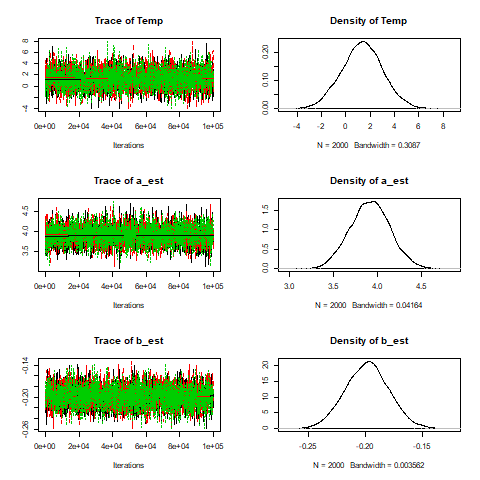 Trace of Temp
8
6
4
2
0
-4
0e+00 2e+04 4e+04 6e+04 8e+04 1e+05
Iterations
Density of Temp
0.20
0.10
0.00
-4 -2 0 2 4 6 8
N = 2000 Bandwidth = 0.3087
Trace of a_est
4.5
4.0
3.5
0e+00 2e+04 4e+04 6e+04 8e+04 1e+05
Iterations
Density of a_est
1.5
1.0
0.5
0.0
3.0 3.5 4.0 4.5
N = 2000 Bandwidth = 0.04164
Trace of b_est
-0.14
-0.20
-0.26
0e+00 2e+04 4e+04 6e+04 8e+04 1e+05
Iterations
Density of b_est
20
15
10
5
0
-0.25 -0.20 -0.15
N = 2000 Bandwidth = 0.003562